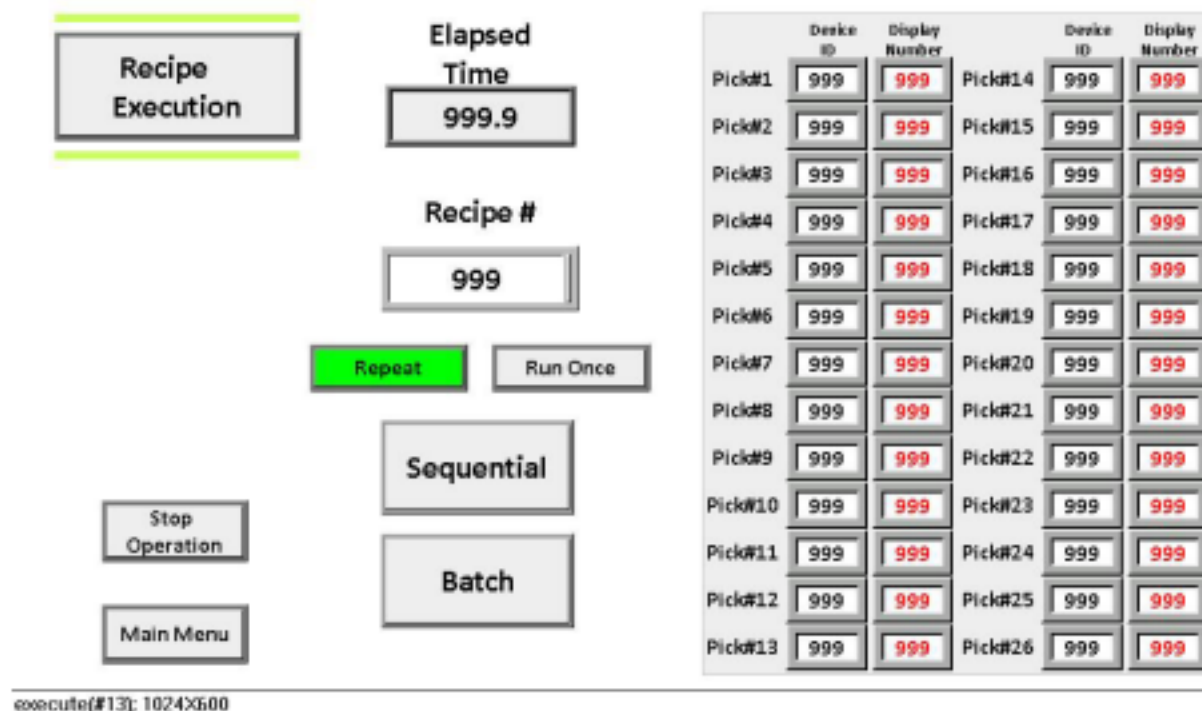 Recipe
Execution
Elapsed
Time
999.9
Recipe #
999
Repeat Run Once
Sequential
Batch
Stop
Operation
Main Menu
Device Display Device Display
ID Number ID Number
Pick#1 999 999 Pick#14 999 999
Pick#2 999 999 Pick#15 999 999
Pick#3 999 999 Pick#16 999 999
Pick#4 999 999 Pick#17 999 999
Pick#5 999 999 Pick#18 999 999
Pick#6 999 999 Pick#19 999 999
Pick#7 999 999 Pick#20 999 999
Pick#8 999 999 Pick#21 999 999
Pick#9 999 999 Pick#22 999 999
Pick#10 999 999 Pick#23 999 999
Pick#11 999 999 Pick#24 999 999
Pick#12 999 999 Pick#25 999 999
Pick#13 999 999 Pick#26 999 999
execute(#13): 1024X600